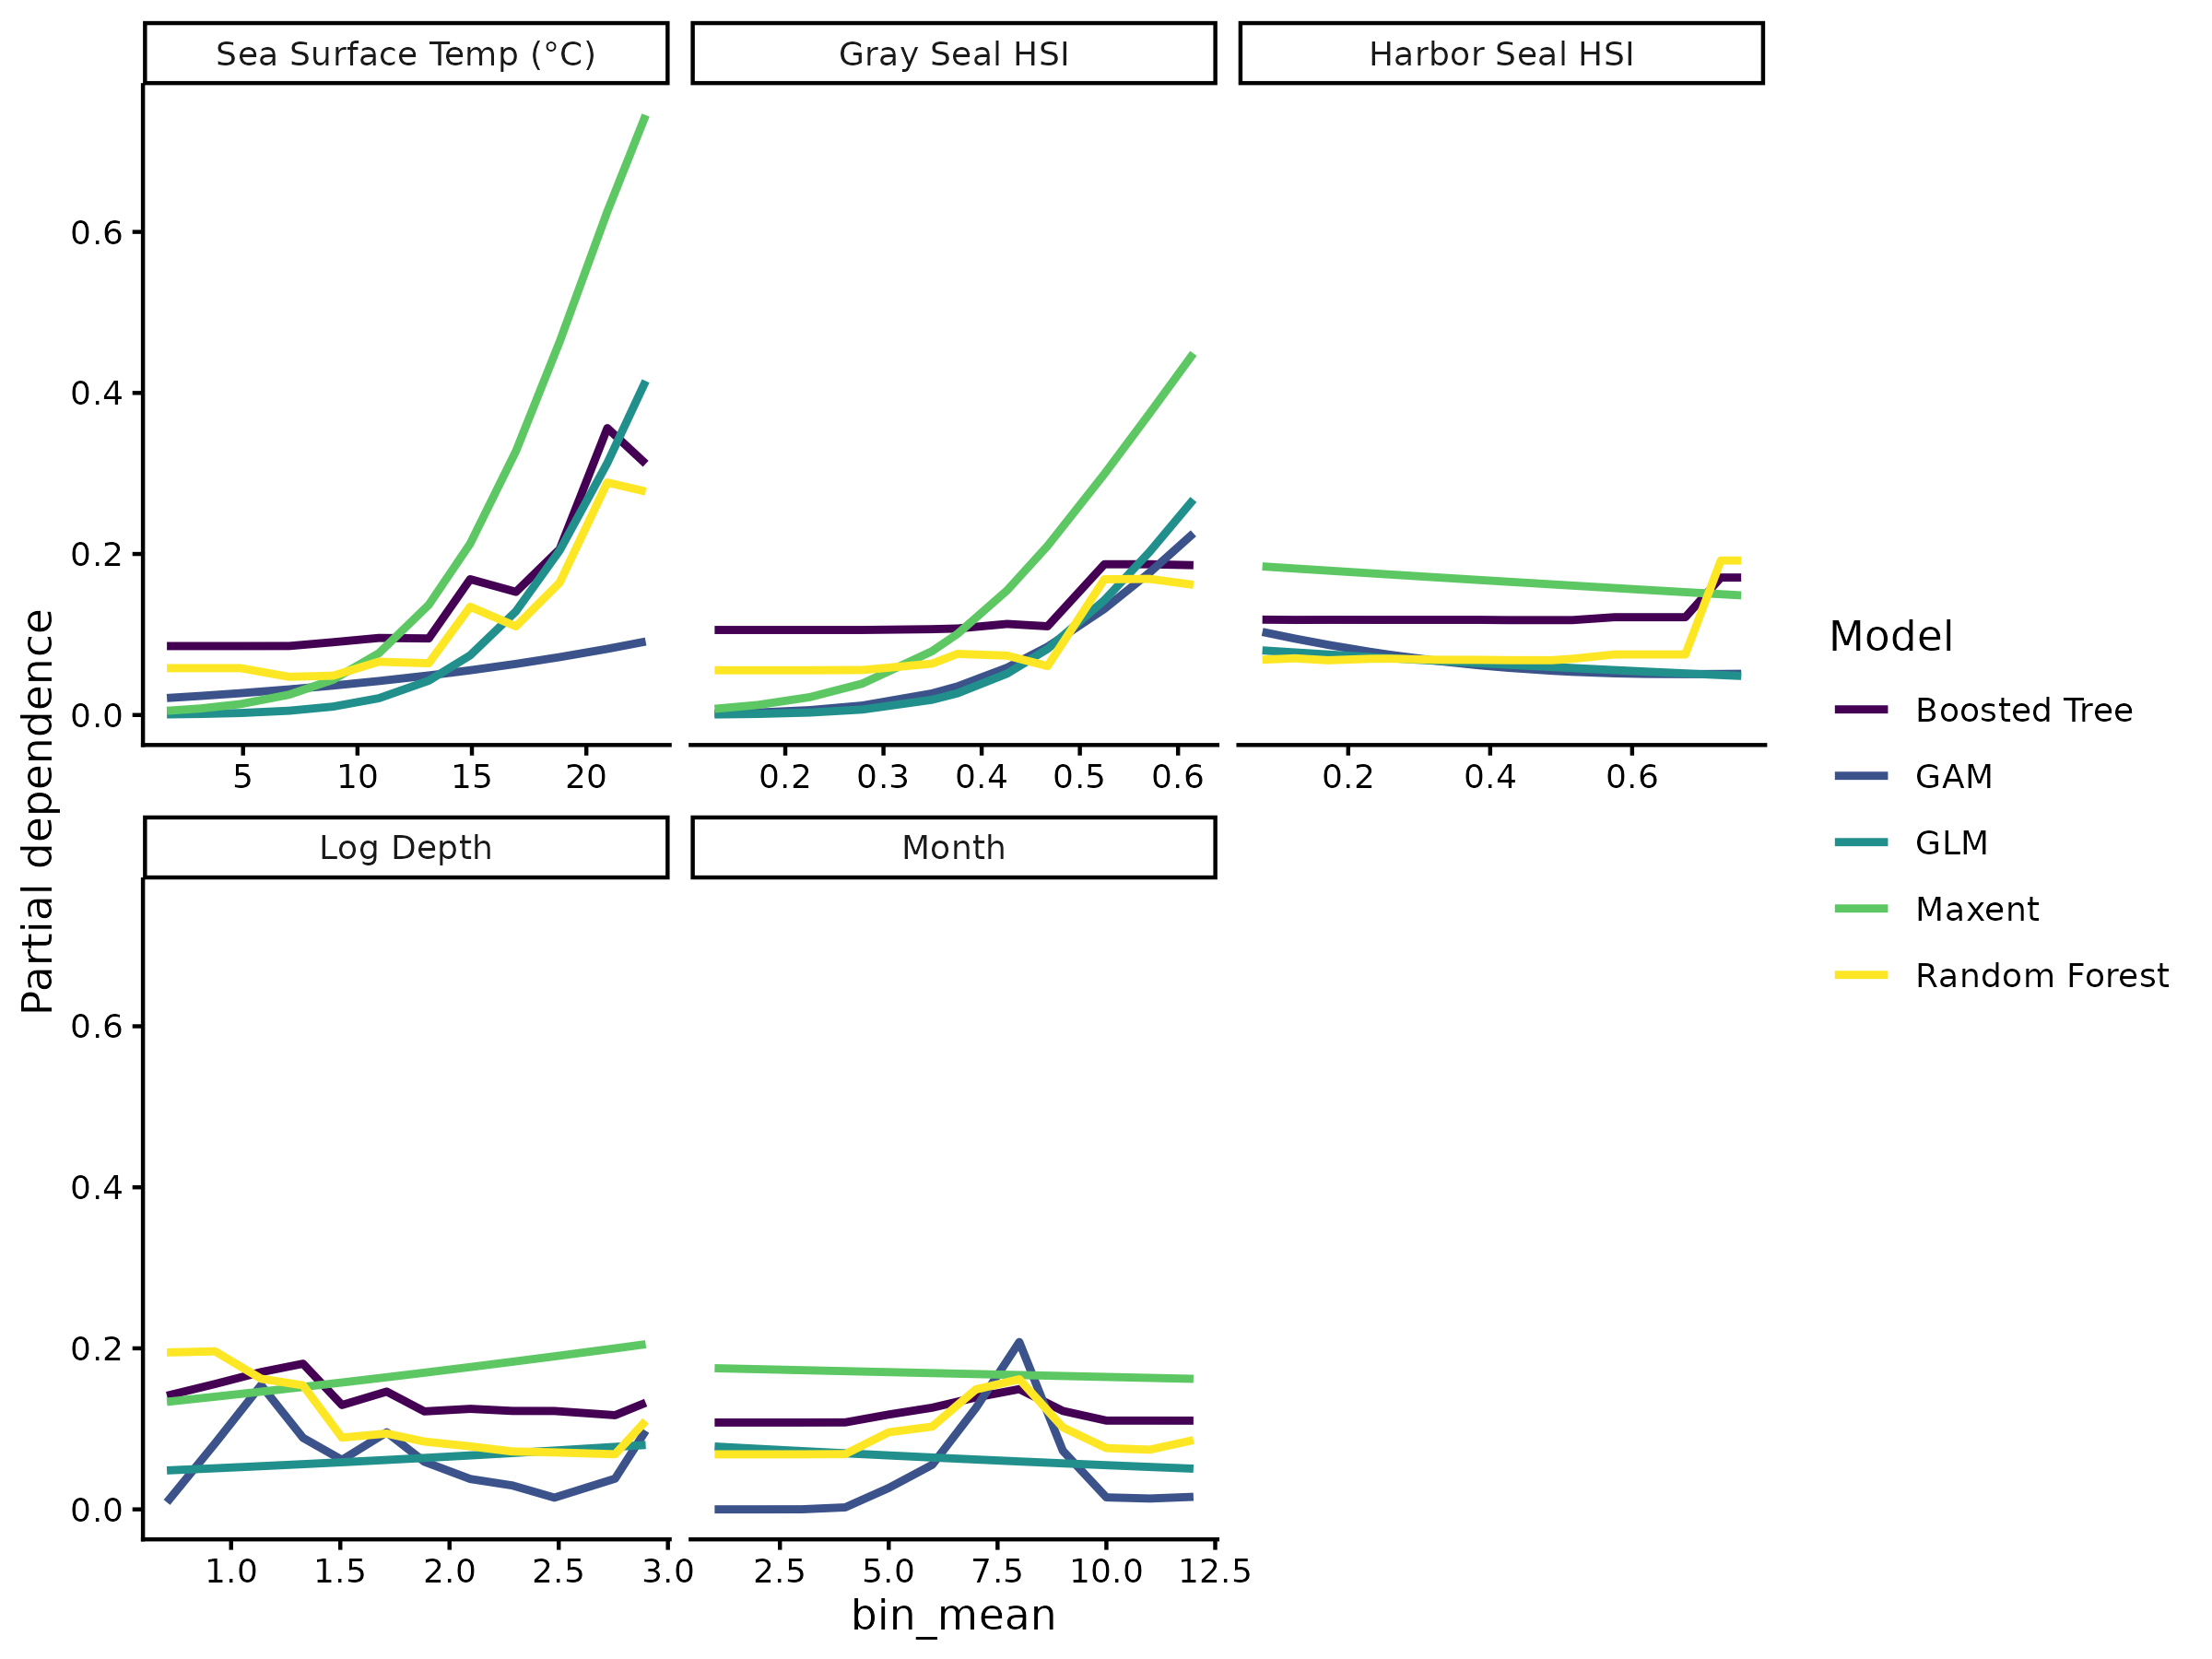 Sea Surface Temp (°C)
Gray Seal HSI
Harbor Seal HSI
0.6
0.4
0.2
0.0
5 10 15 20
0.2 0.3 0.4 0.5 0.6
0.2 0.4 0.6
Log Depth
Month
0.6
0.4
0.2
0.0
1.0 1.5 2.0 2.5 3.0
2.5 5.0 7.5 10.0 12.5
Partial dependence
bin_mean
Model
Boosted Tree
GAM
GLM
Maxent
Random Forest